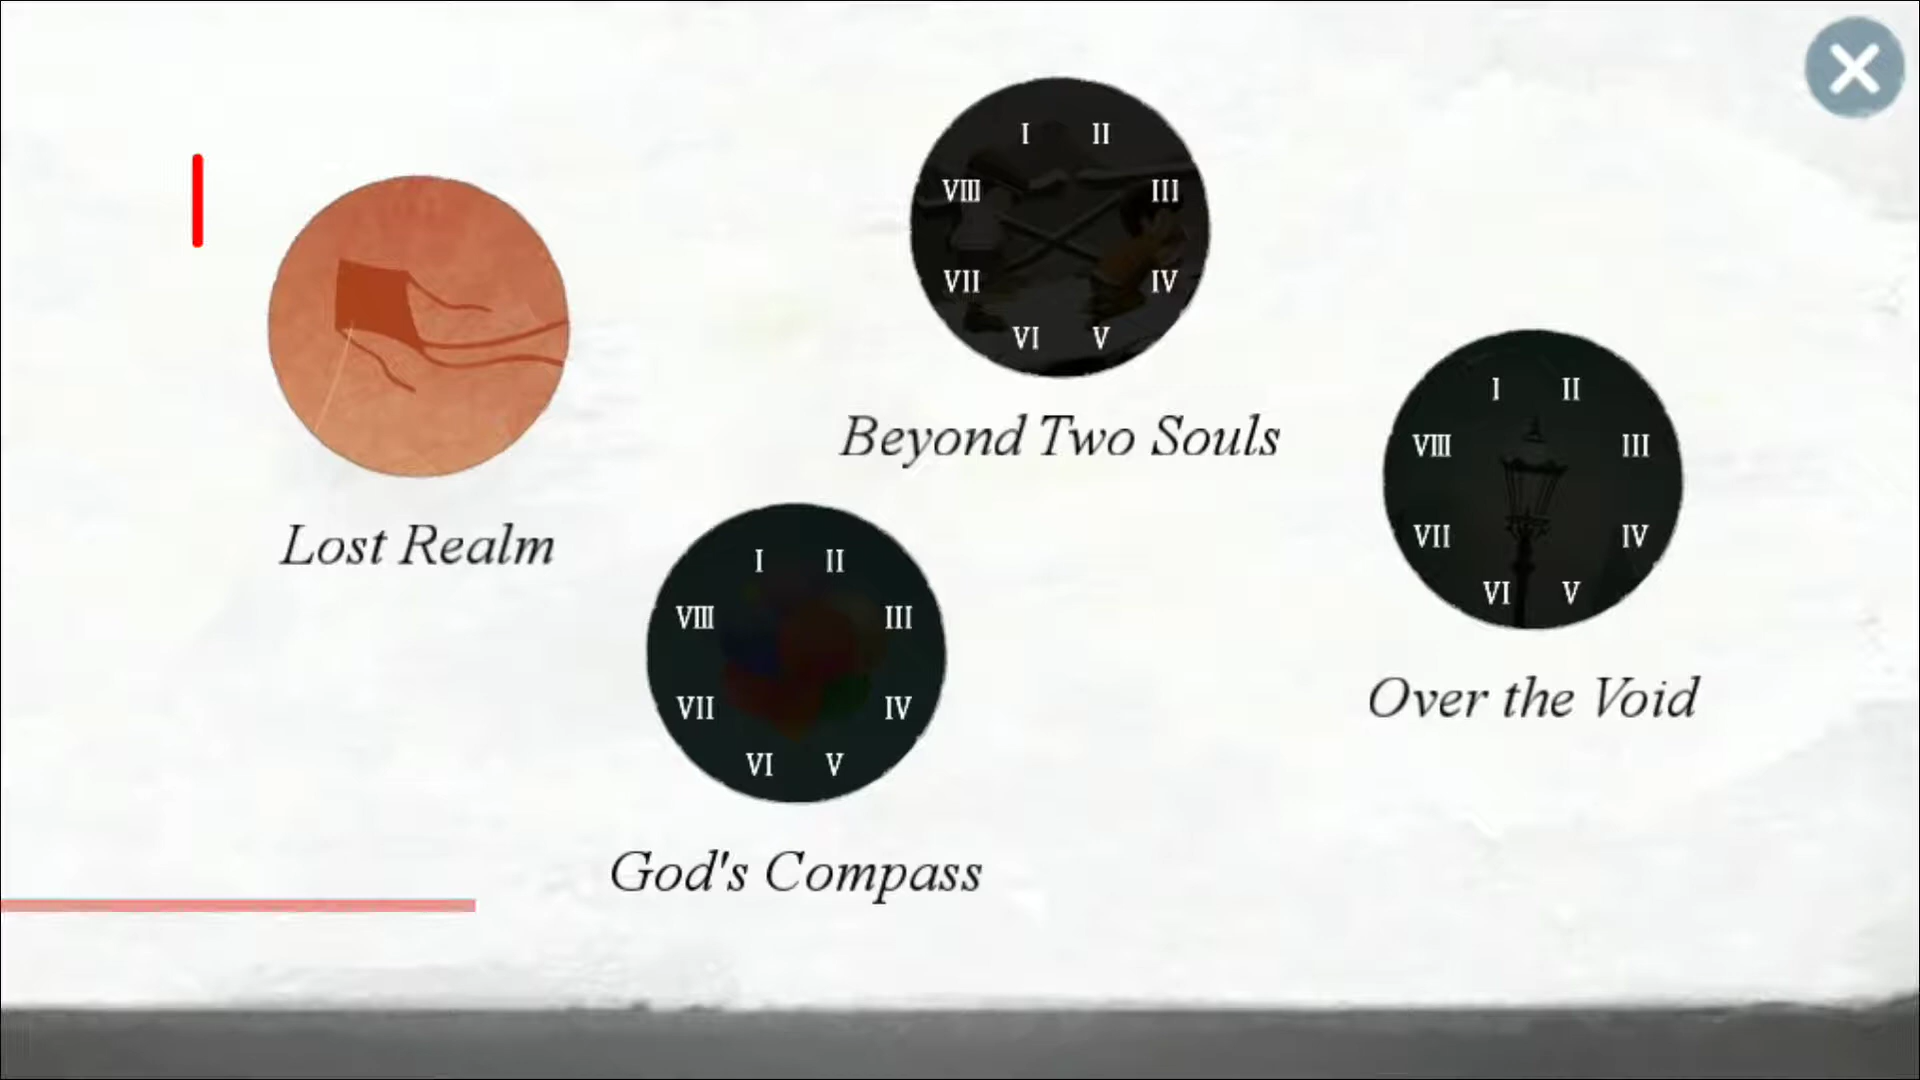 I II
VIII III
VII IV
VI V
Beyond Two Souls
Lost Realm
I II
VIII III
VII IV
VI V
Over the Void
I II
VIII III
VII IV
VI V
God's Compass